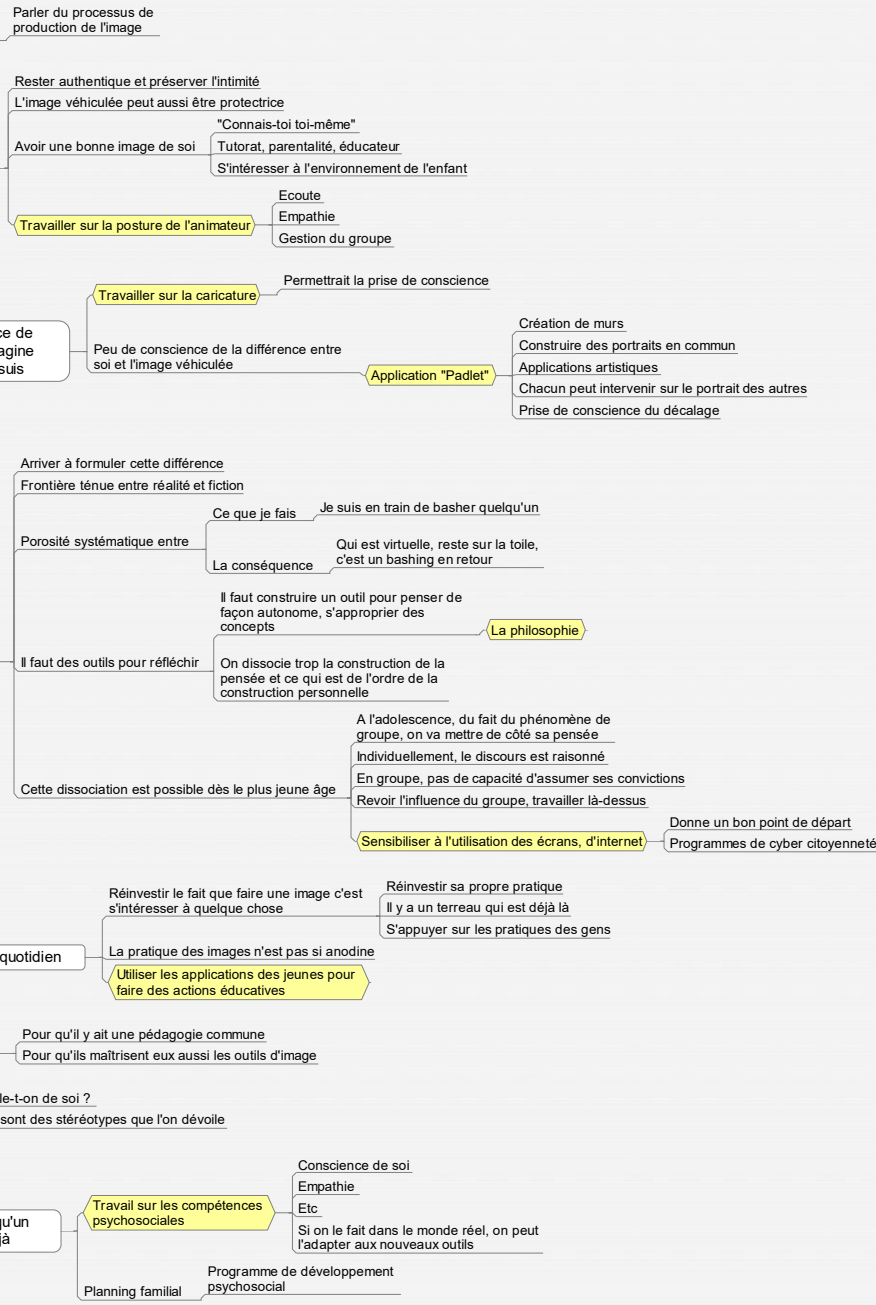 Parler du processus de
production de l'image
Rester authentique et préserver l'intimité
L'image véhiculée peut aussi être protectrice
Avoir une bonne image de soi
"Connais-toi toi-même"
Tutorat, parentalité, éducateur
S'intéresser à l'environnement de l'enfant
Travailler sur la posture de l'animateur
Ecoute
Empathie
Gestion du groupe
ce de
agine
suis
Travailler sur la caricature
Permettrait la prise de conscience
Peu de conscience de la différence entre
soi et l'image véhiculée
Application "Padlet"
Création de murs
Construire des portraits en commun
Applications artistiques
Chacun peut intervenir sur le portrait des autres
Prise de conscience du décalage
Arriver à formuler cette différence
Frontière ténue entre réalité et fiction
Porosité systématique entre
Ce que je fais
Je suis en train de basher quelqu'un
La conséquence
Qui est virtuelle, reste sur la toile,
c'est un bashing en retour
Il faut des outils pour réfléchir
Il faut construire un outil pour penser de
façon autonome, s'approprier des
concepts
La philosophie
On dissocie trop la construction de la
pensée et ce qui est de l'ordre de la
construction personnelle
Cette dissociation est possible dès le plus jeune âge
A l'adolescence, du fait du phénomène de
groupe, on va mettre de côté sa pensée
Individuellement, le discours est raisonné
En groupe, pas de capacité d'assumer ses convictions
Revoir l'influence du groupe, travailler là-dessus
Sensibiliser à l'utilisation des écrans, d'internet
Donne un bon point de départ
Programmes de cyber citoyenneté
quotidien
Réinvestir le fait que faire une image c'est
s'intéresser à quelque chose
Réinvestir sa propre pratique
Il y a un terreau qui est déjà là
S'appuyer sur les pratiques des gens
La pratique des images n'est pas si anodine
Utiliser les applications des jeunes pour
faire des actions éducatives
Pour qu'il y ait une pédagogie commune
Pour qu'ils maîtrisent eux aussi les outils d'image
le-t-on de soi ?
sont des stéréotypes que l'on dévoile
qu'un
jà
Travail sur les compétences
psychosociales
Conscience de soi
Empathie
Etc
Si on le fait dans le monde réel, on peut
l'adapter aux nouveaux outils
Planning familial
Programme de développement
psychosocial